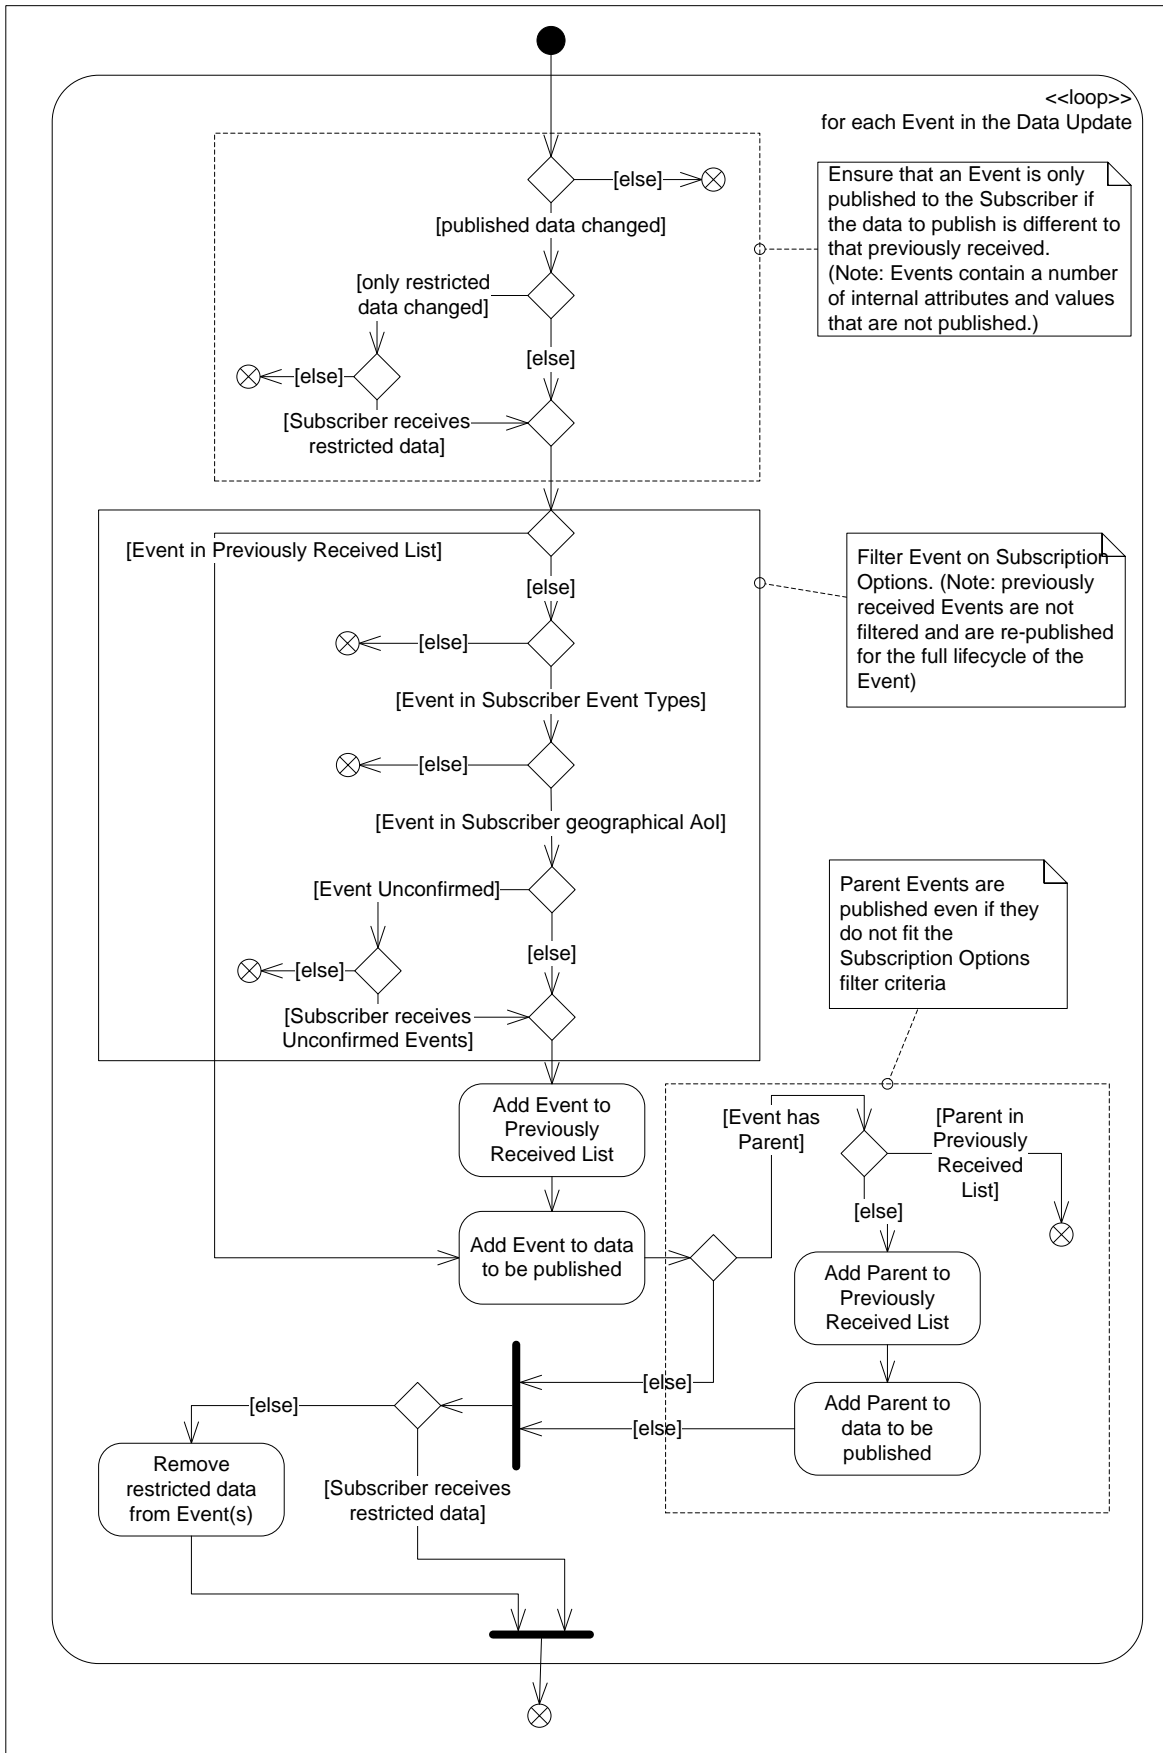 <<loop>>
for each Event in the Data Update
Ensure that an Event is only
published to the Subscriber if
the data to publish is different to
that previously received.
(Note: Events contain a number
of internal attributes and values
that are not published.)
[else]
[published data changed]
[only restricted
data changed]
[else]
[else]
[Subscriber receives
restricted data]
[Event in Previously Received List]
[else]
Filter Event on Subscription
Options. (Note: previously
received Events are not
filtered and are re-published
for the full lifecycle of the
Event)
[else]
[Event in Subscriber Event Types]
[else]
[Event in Subscriber geographical AoI]
[Event Unconfirmed]
[else]
[else]
[Subscriber receives
Unconfirmed Events]
Parent Events are
published even if they
do not fit the
Subscription Options
filter criteria
Add Event to
Previously
Received List
[Event has
Parent]
[Parent in
Previously
Received
List]
[else]
Add Event to data
to be published
Add Parent to
Previously
Received List
[else]
[else]
Add Parent to
data to be
published
[else]
Remove
restricted data
from Event(s)
[Subscriber receives
restricted data]